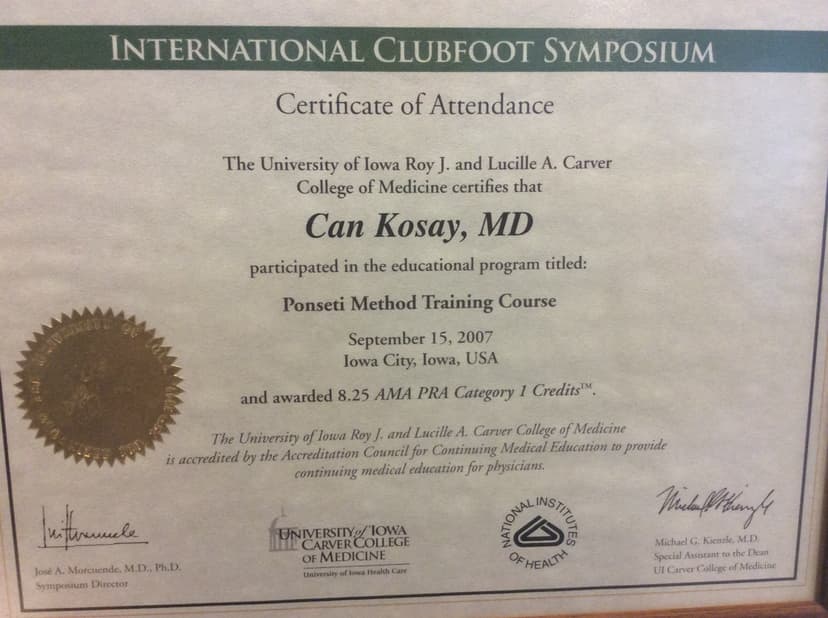 INTERNATIONAL CLUBFOOT SYMPOSIUM
Certificate of Attendance
The University of Iowa Roy J. and Lucille A. Carver
College of Medicine certifies that
Can Kosay, MD
participated in the educational program titled:
Ponseti Method Training Course
September 15, 2007
Iowa City, Iowa, USA
and awarded 8.25 AMA PRA Category 1 Credits™.
The University of Iowa Roy J. and Lucille A. Carver College of Medicine
is accredited by the Accreditation Council for Continuing Medical Education to provide
continuing medical education for physicians.
José A. Morcuende, M.D., Ph.D.
Symposium Director
UNIVERSITY of IOWA
CARVER COLLEGE
OF MEDICINE
University of Iowa Health Care
NATIONAL INSTITUTES
OF HEALTH
Michael G. Kienzle, M.D.
Special Assistant to the Dean
UI Carver College of Medicine